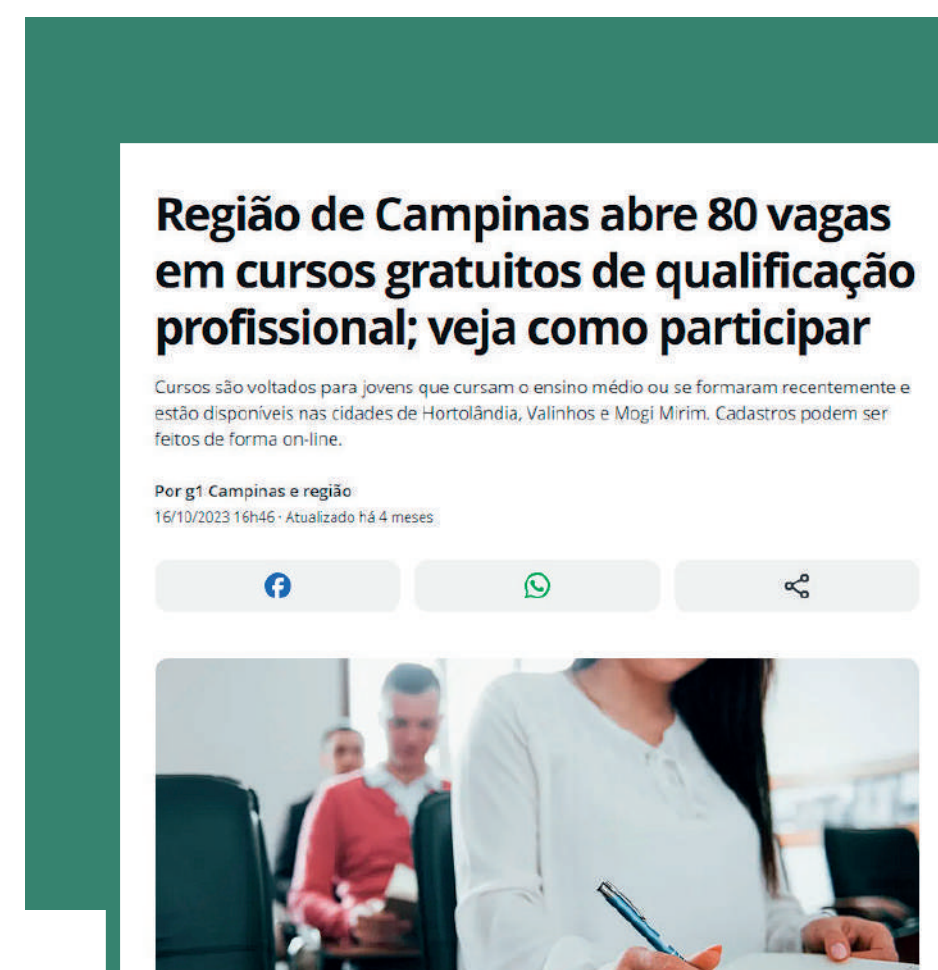 Região de Campinas abre 80 vagas
em cursos gratuitos de qualificação
profissional; veja como participar
Cursos são voltados para jovens que cursam o ensino médio ou se formaram recentemente e
estão disponíveis nas cidades de Hortolândia, Valinhos e Mogi Mirim. Cadastros podem ser
feitos de forma on-line.
Por g1 Campinas e região
16/10/2023 16h46 · Atualizado há 4 meses